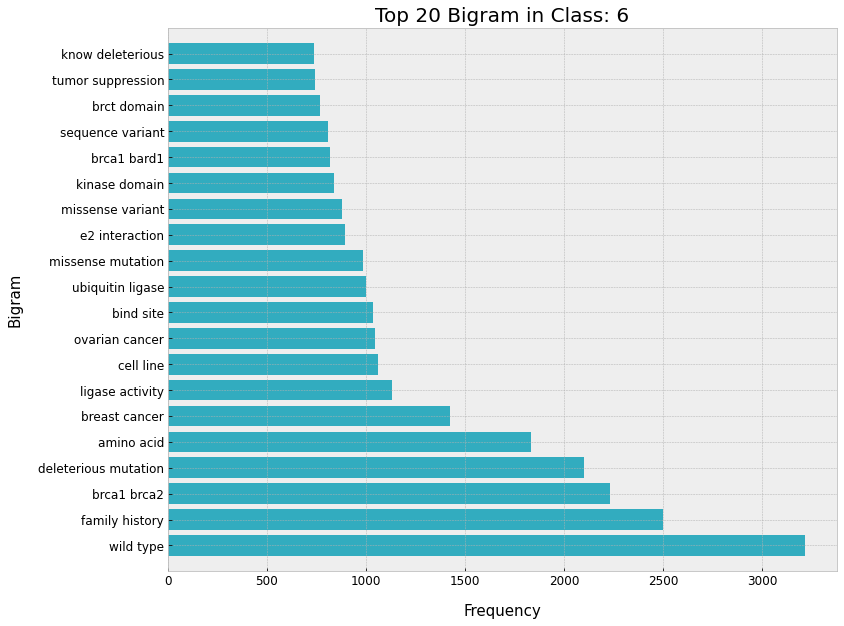 Top 20 Bigram in Class: 6
know deleterious
tumor suppression
brct domain
sequence variant
brca1 bard1
kinase domain
missense variant
e2 interaction
missense mutation
ubiquitin ligase
bind site
ovarian cancer
cell line
ligase activity
breast cancer
amino acid
deleterious mutation
brca1 brca2
family history
wild type
Bigram
0 500 1000 1500 2000 2500 3000
Frequency